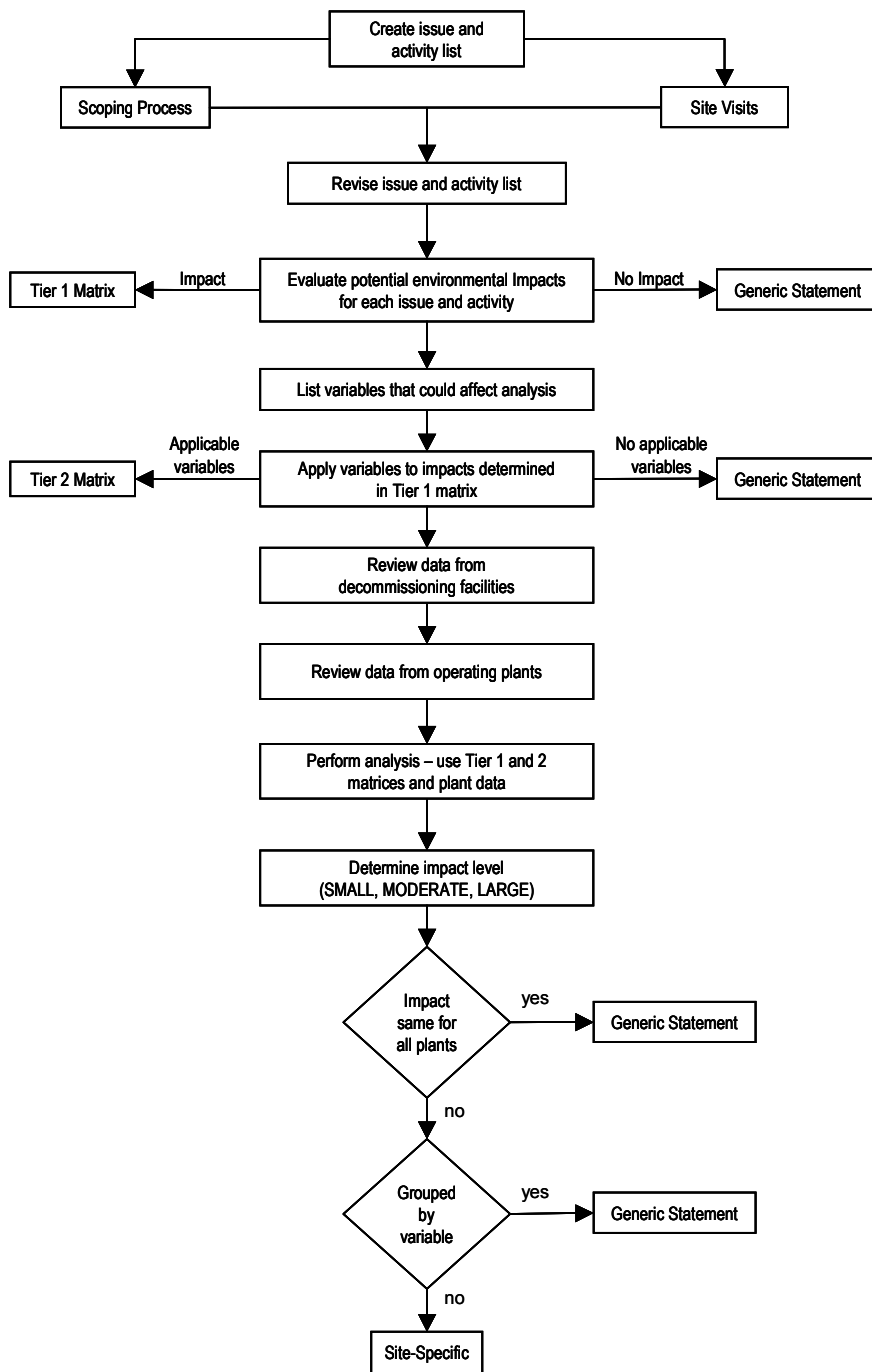 Create issue and
activity list
Scoping Process
Site Visits
Revise issue and activity list
Tier 1 Matrix
Impact
Evaluate potential environmental Impacts
for each issue and activity
No Impact
Generic Statement
List variables that could affect analysis
Tier 2 Matrix
Applicable
variables
Apply variables to impacts determined
in Tier 1 matrix
No applicable
variables
Generic Statement
Review data from
decommissioning facilities
Review data from operating plants
Perform analysis – use Tier 1 and 2
matrices and plant data
Determine impact level
(SMALL, MODERATE, LARGE)
Impact
same for
all plants
yes
Generic Statement
no
Grouped
by
variable
yes
Generic Statement
no
Site-Specific